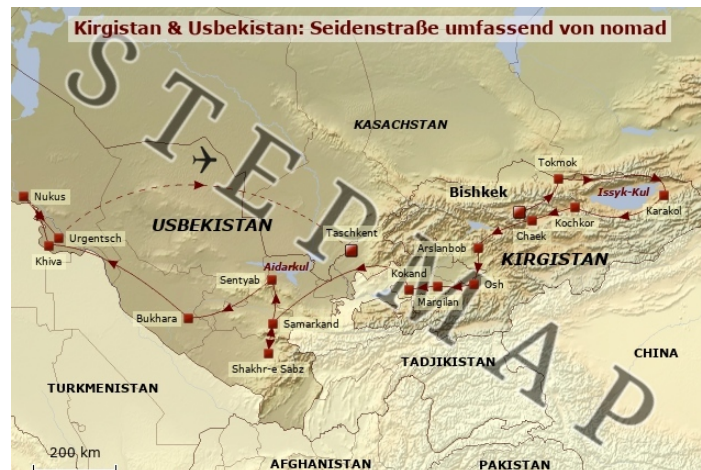 Kirgistan & Usbekistan: Seidenstraße umfassend von nomad
STEPMAP
KASACHSTAN
Tokmok
Bishkek
Issyk-Kul
Nukus
Karakol
Kochkor
USBEKISTAN
Chaek
Urgentsch
Taschkent
Arslanbob
Khiva
KIRGISTAN
Aidarkul
Kokand
Sentyab
Osh
Margilan
Bukhara
Samarkand
CHINA
Shakhr-e Sabz
TADJIKISTAN
TURKMENISTAN
200 km
AFGHANISTAN
PAKISTAN